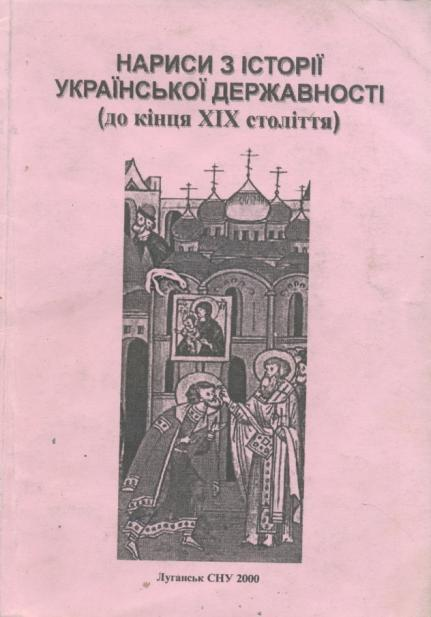 НАРИСИ З ІСТОРІЇ
УКРАЇНСЬКОЇ ДЕРЖАВНОСТІ
(до кінця XIX століття)
Луганськ СНУ 2000